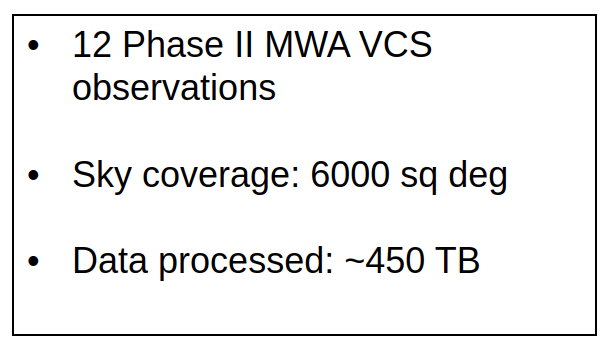 • 12 Phase II MWA VCS
observations
• Sky coverage: 6000 sq deg
• Data processed: ~450 TB